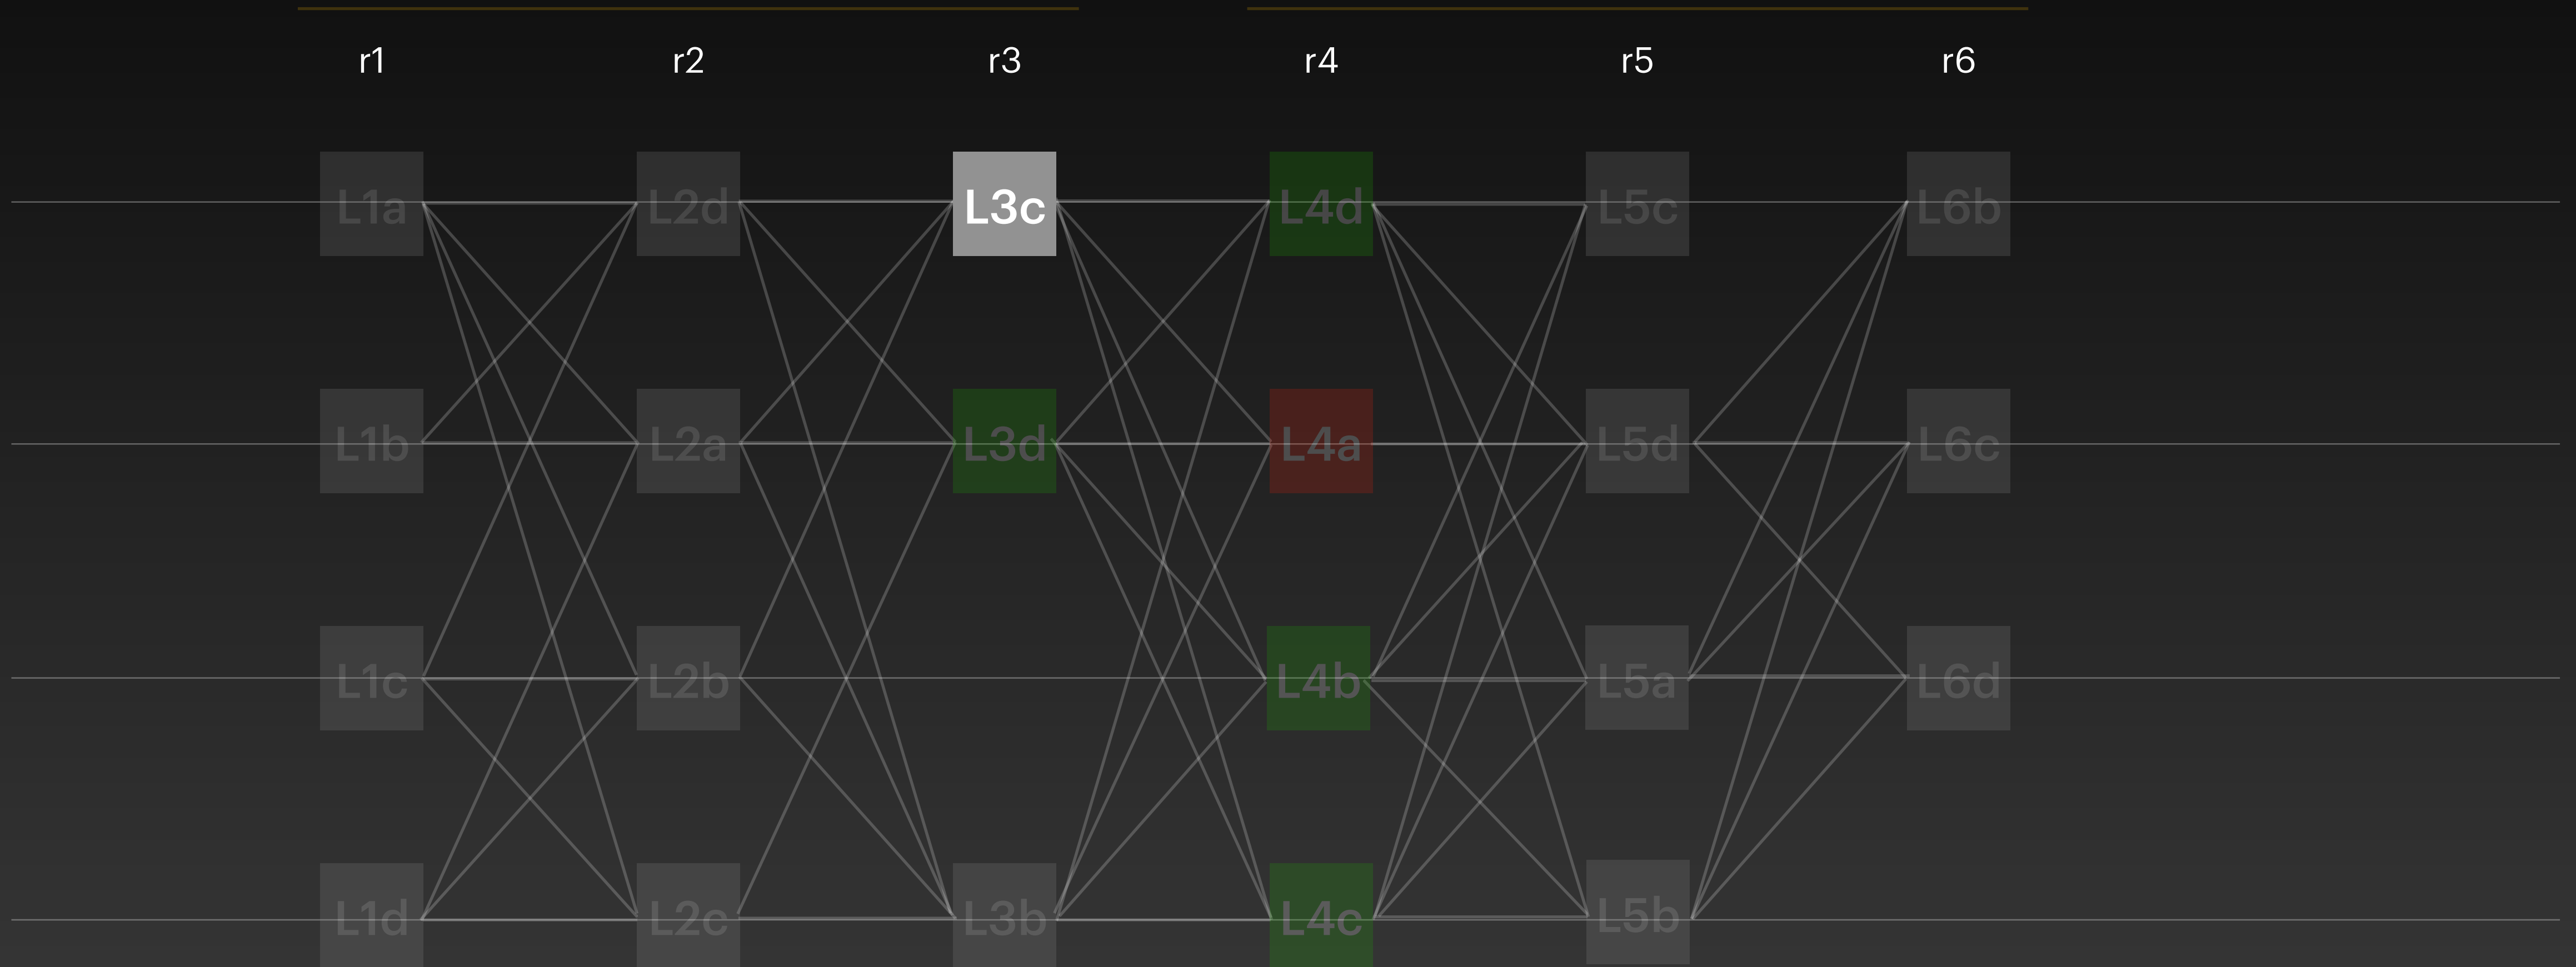 r1 r2 r3 r4 r5 r6
L1a L2d L3c L4d L5c L6b
L1b L2a L3d L4a L5d L6c
L1c L2b L4b L5a L6d
L1d L2c L3b L4c L5b